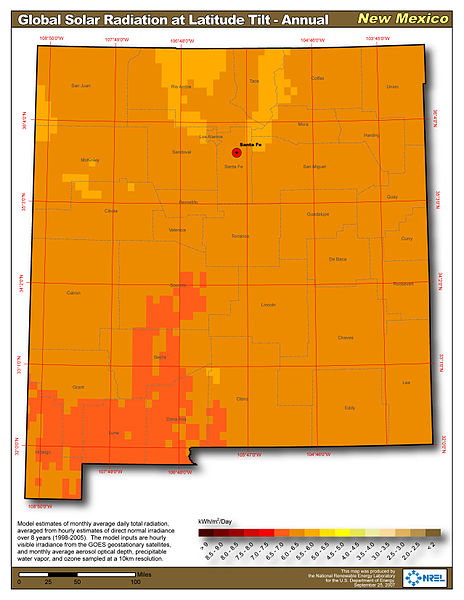 Global Solar Radiation at Latitude Tilt - Annual
New Mexico
San Juan
Rio Arriba
Taos
Colfax
Union
Los Alamos
Mora
Harding
Santa Fe
McKinley
Sandoval
Santa Fe
San Miguel
Quay
Bernalillo
Cibola
Guadalupe
Valencia
Torrance
Curry
De Baca
Catron
Socorro
Roosevelt
Lincoln
Chaves
Sierra
Grant
Otero
Lea
Eddy
Luna
Dona Ana
Hidalgo
Model estimates of monthly average daily total radiation,
averaged from hourly estimates of direct normal irradiance
over 8 years (1998-2005). The model inputs are hourly
visible irradiance from the GOES geostationary satellites,
and monthly average aerosol optical depth, precipitable
water vapor, and ozone sampled at a 10km resolution.
kWh/m²/Day
0 25 50 100 Miles
This map was produced by
the National Renewable Energy Laboratory
for the U.S. Department of Energy.
September 25, 2007
NREL